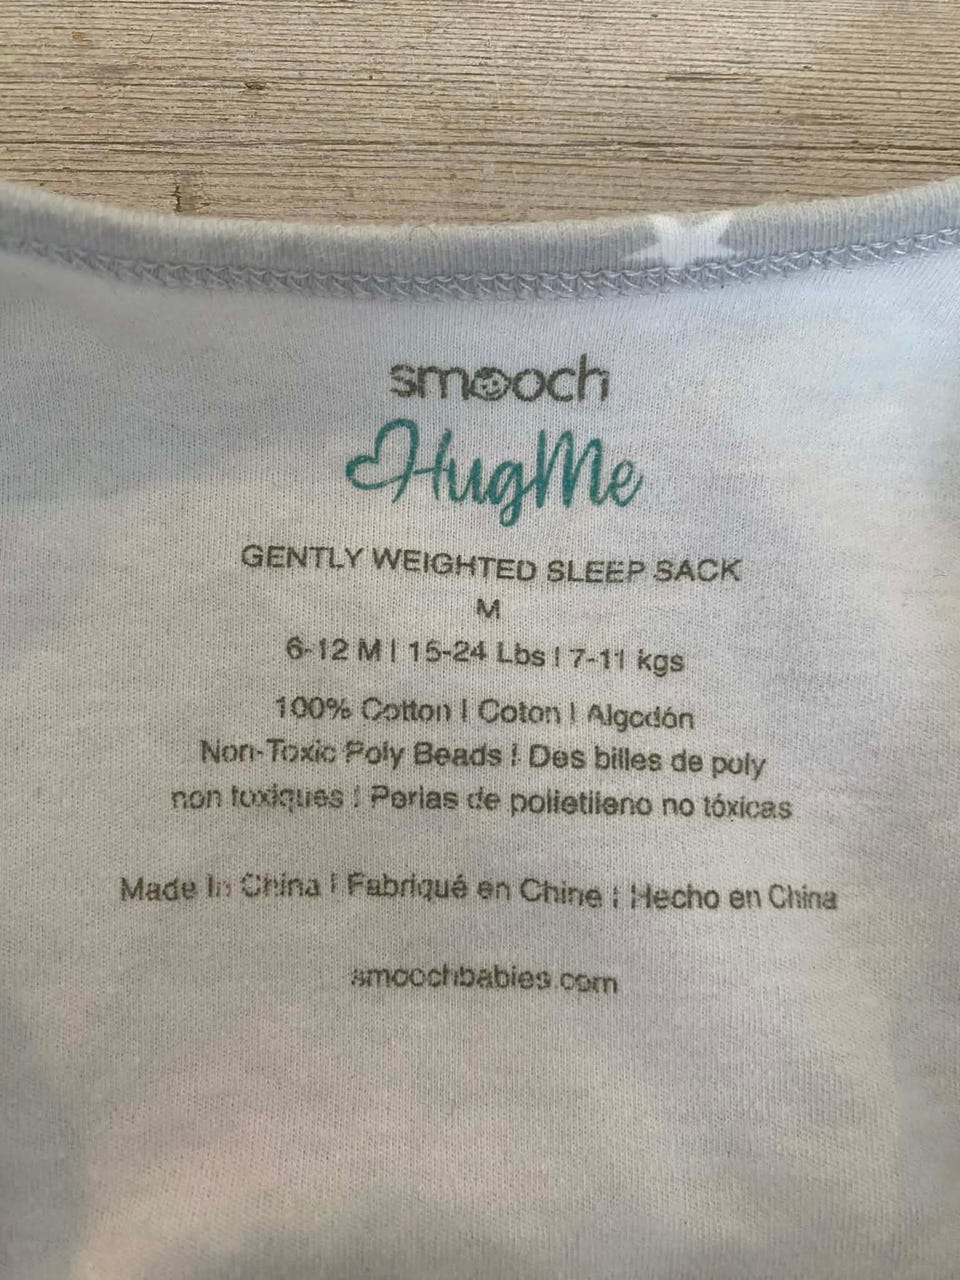 smooch
HugMe
GENTLY WEIGHTED SLEEP SACK
M
6-12 M | 15-24 Lbs | 7-11 kgs
100% Cotton | Coton | Algodón
Non-Toxic Poly Beads | Des billes de poly
non toxiques | Perlas de polietileno no tóxicas
Made In China | Fabriqué en Chine | Hecho en China
smoochbabies.com